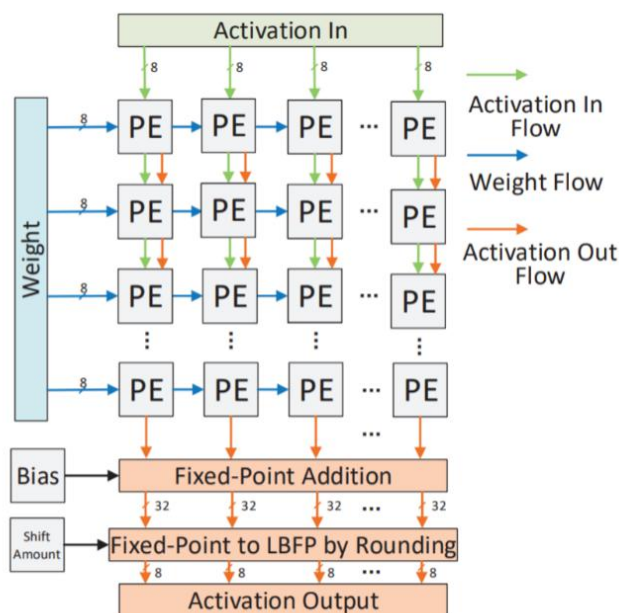 Activation In
8 8 8 8
Activation In
Flow
Weight Flow
Activation Out
Flow
Weight
8 PE PE PE ... PE
8 PE PE PE ... PE
8 PE PE PE ... PE
... ... ... ...
8 PE PE PE ... PE
...
Bias
Fixed-Point Addition
32 32 32 ... 32
Shift
Amount
Fixed-Point to LBFP by Rounding
8 8 8 ... 8
Activation Output